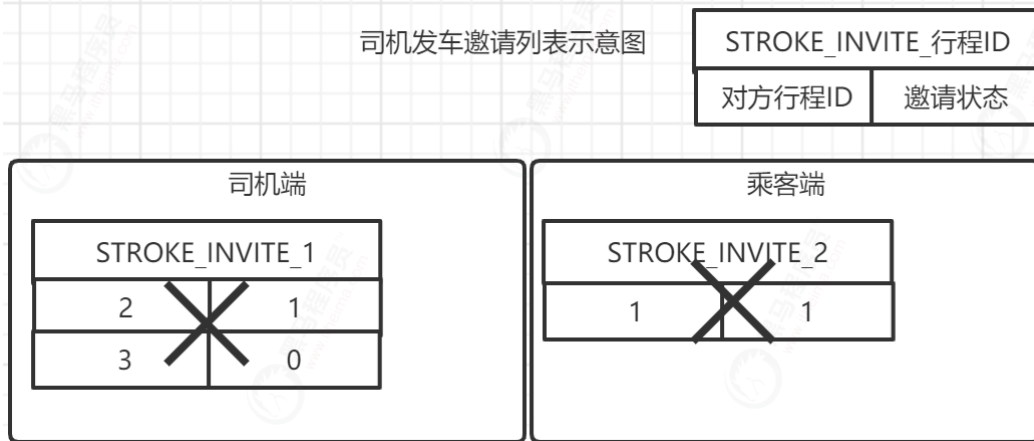 司机发车邀请列表示意图
STROKE_INVITE_行程ID
对方行程ID 邀请状态
司机端
乘客端
STROKE_INVITE_1
2 1
3 0
STROKE_INVITE_2
1 1